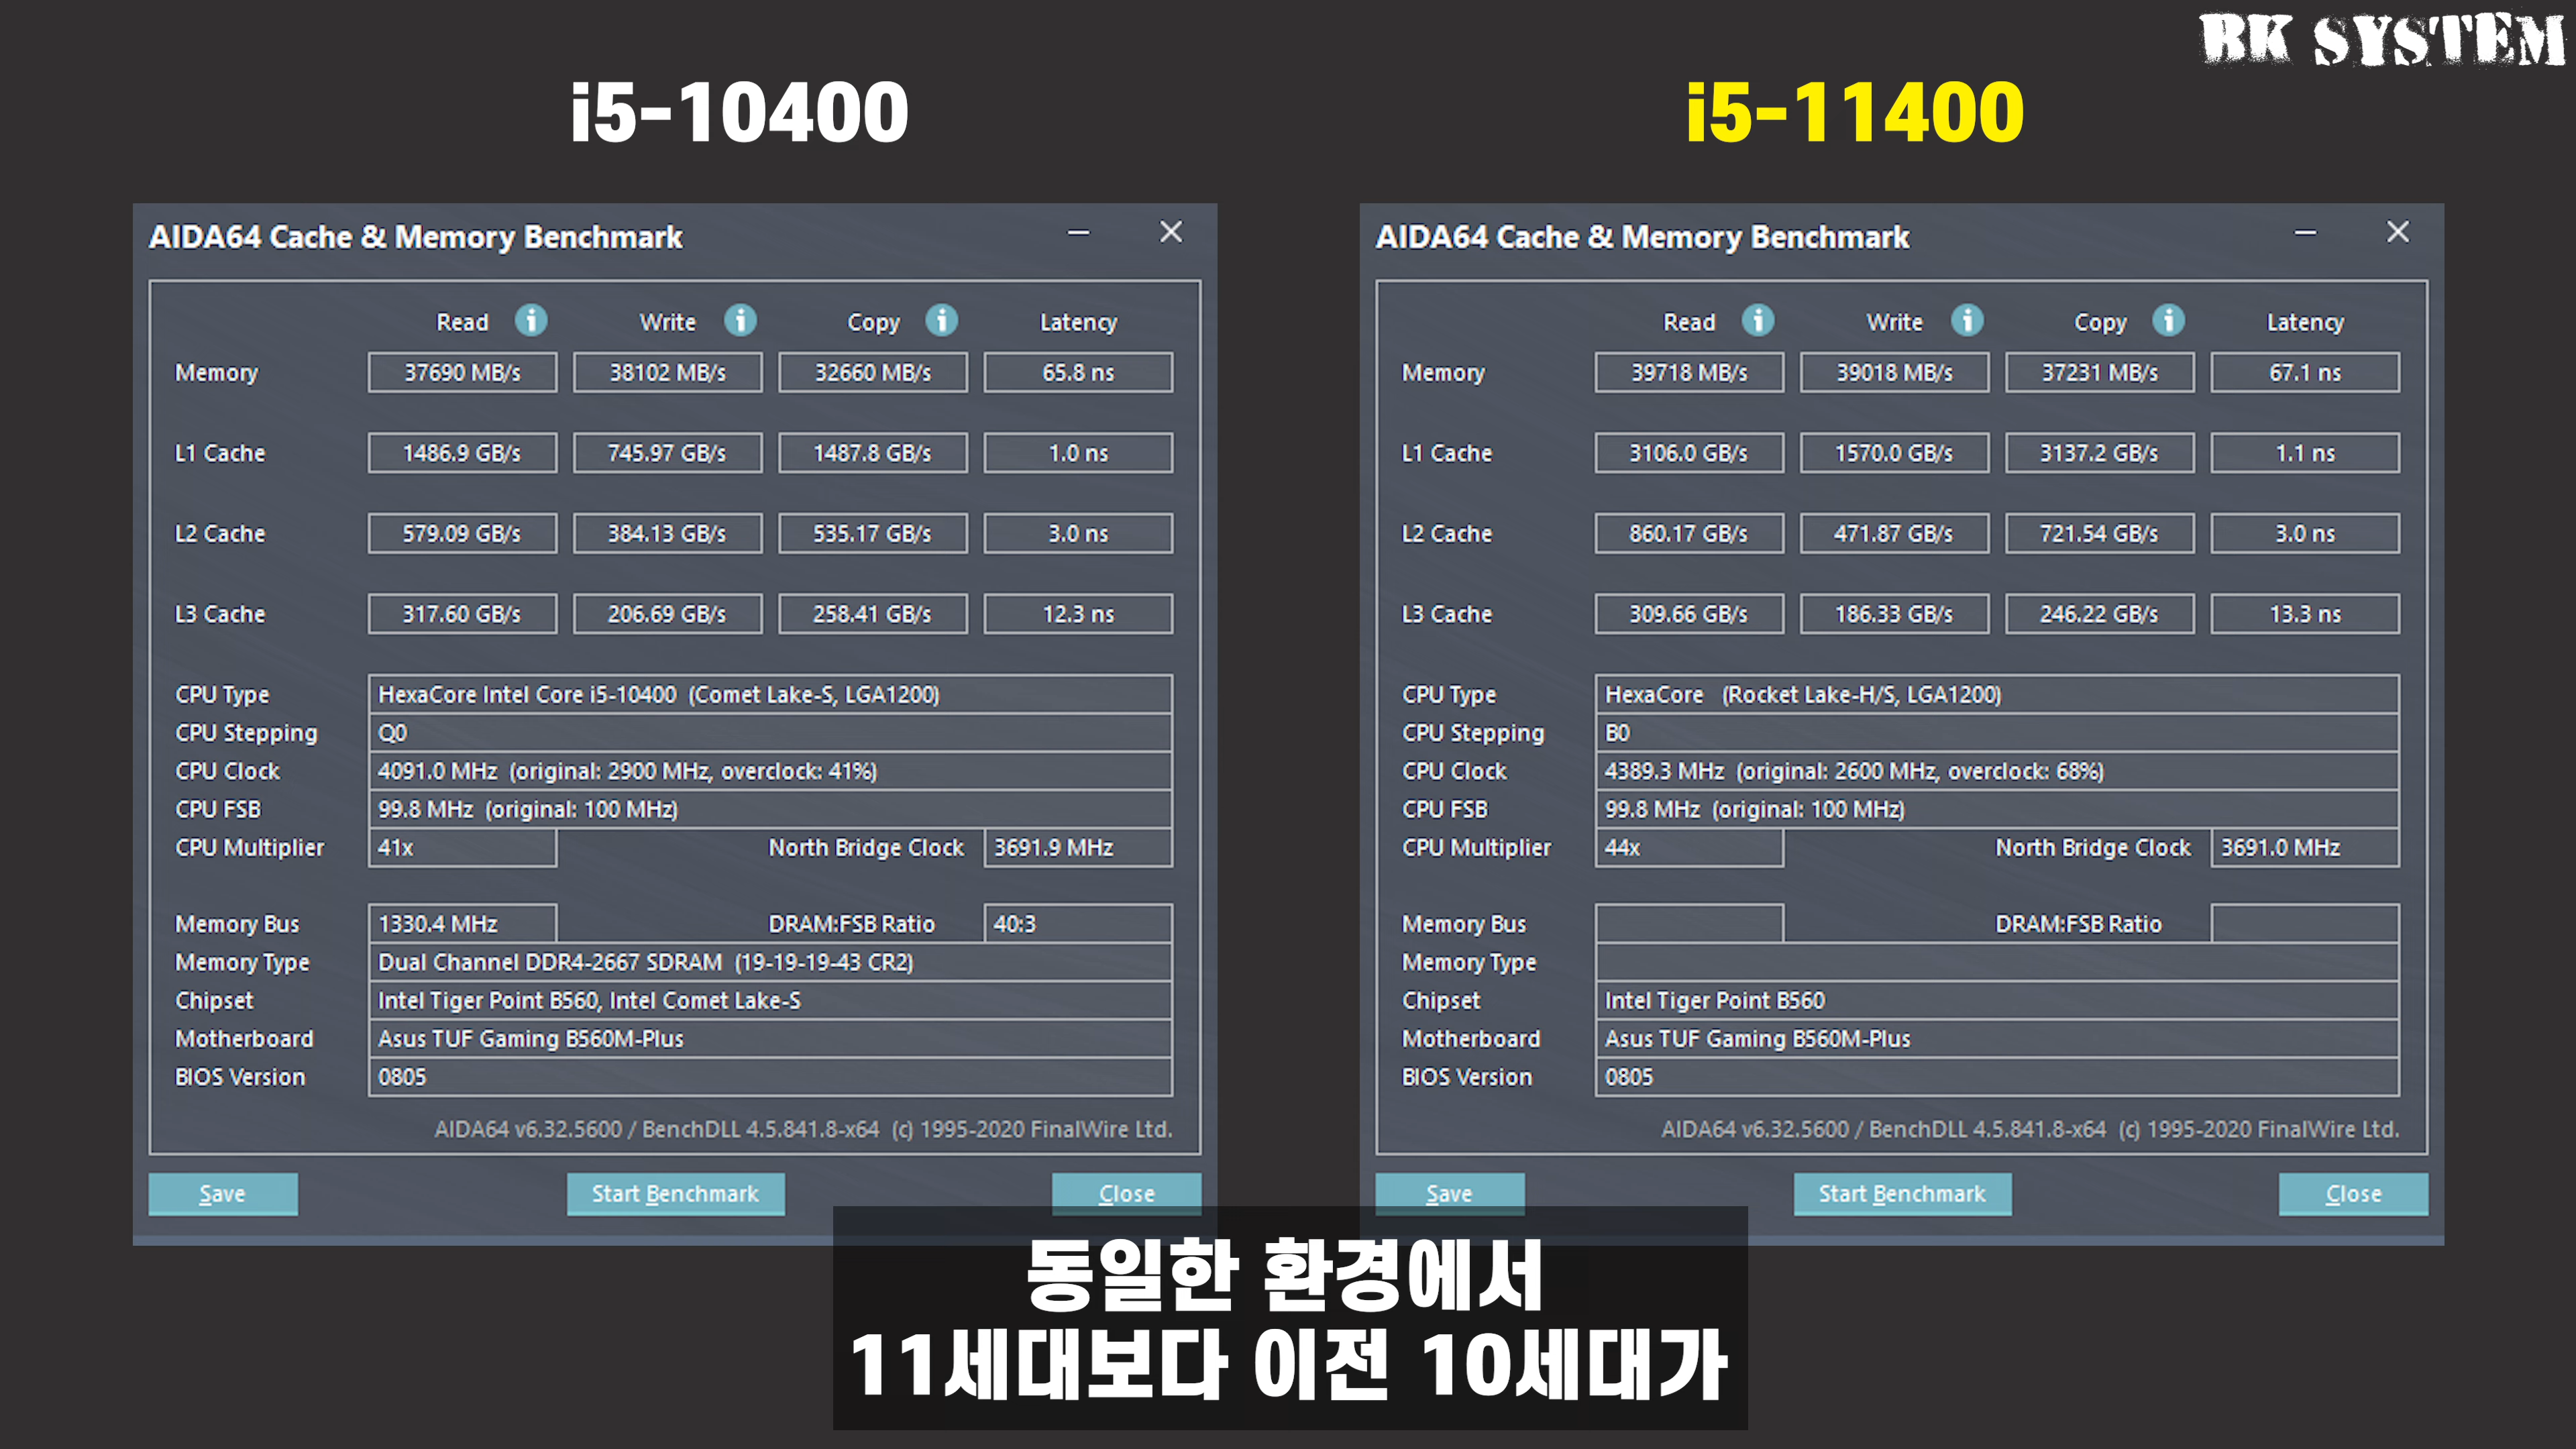 BK SYSTEM
i5-10400
i5-11400
AIDA64 Cache & Memory Benchmark
Read Write Copy Latency
Memory 37690 MB/s 38102 MB/s 32660 MB/s 65.8 ns
L1 Cache 1486.9 GB/s 745.97 GB/s 1487.8 GB/s 1.0 ns
L2 Cache 579.09 GB/s 384.13 GB/s 535.17 GB/s 3.0 ns
L3 Cache 317.60 GB/s 206.69 GB/s 258.41 GB/s 12.3 ns
CPU Type HexaCore Intel Core i5-10400 (Comet Lake-S, LGA1200)
CPU Stepping Q0
CPU Clock 4091.0 MHz (original: 2900 MHz, overclock: 41%)
CPU FSB 99.8 MHz (original: 100 MHz)
CPU Multiplier 41x North Bridge Clock 3691.9 MHz
Memory Bus 1330.4 MHz DRAM:FSB Ratio 40:3
Memory Type Dual Channel DDR4-2667 SDRAM (19-19-19-43 CR2)
Chipset Intel Tiger Point B560, Intel Comet Lake-S
Motherboard Asus TUF Gaming B560M-Plus
BIOS Version 0805
AIDA64 v6.32.5600 / BenchDLL 4.5.841.8-x64 (c) 1995-2020 FinalWire Ltd.
Save Start Benchmark Close
AIDA64 Cache & Memory Benchmark
Read Write Copy Latency
Memory 39718 MB/s 39018 MB/s 37231 MB/s 67.1 ns
L1 Cache 3106.0 GB/s 1570.0 GB/s 3137.2 GB/s 1.1 ns
L2 Cache 860.17 GB/s 471.87 GB/s 721.54 GB/s 3.0 ns
L3 Cache 309.66 GB/s 186.33 GB/s 246.22 GB/s 13.3 ns
CPU Type HexaCore (Rocket Lake-H/S, LGA1200)
CPU Stepping B0
CPU Clock 4389.3 MHz (original: 2600 MHz, overclock: 68%)
CPU FSB 99.8 MHz (original: 100 MHz)
CPU Multiplier 44x North Bridge Clock 3691.0 MHz
Memory Bus DRAM:FSB Ratio
Memory Type
Chipset Intel Tiger Point B560
Motherboard Asus TUF Gaming B560M-Plus
BIOS Version 0805
AIDA64 v6.32.5600 / BenchDLL 4.5.841.8-x64 (c) 1995-2020 FinalWire Ltd.
Save Start Benchmark Close
동일한 환경에서
11세대보다 이전 10세대가